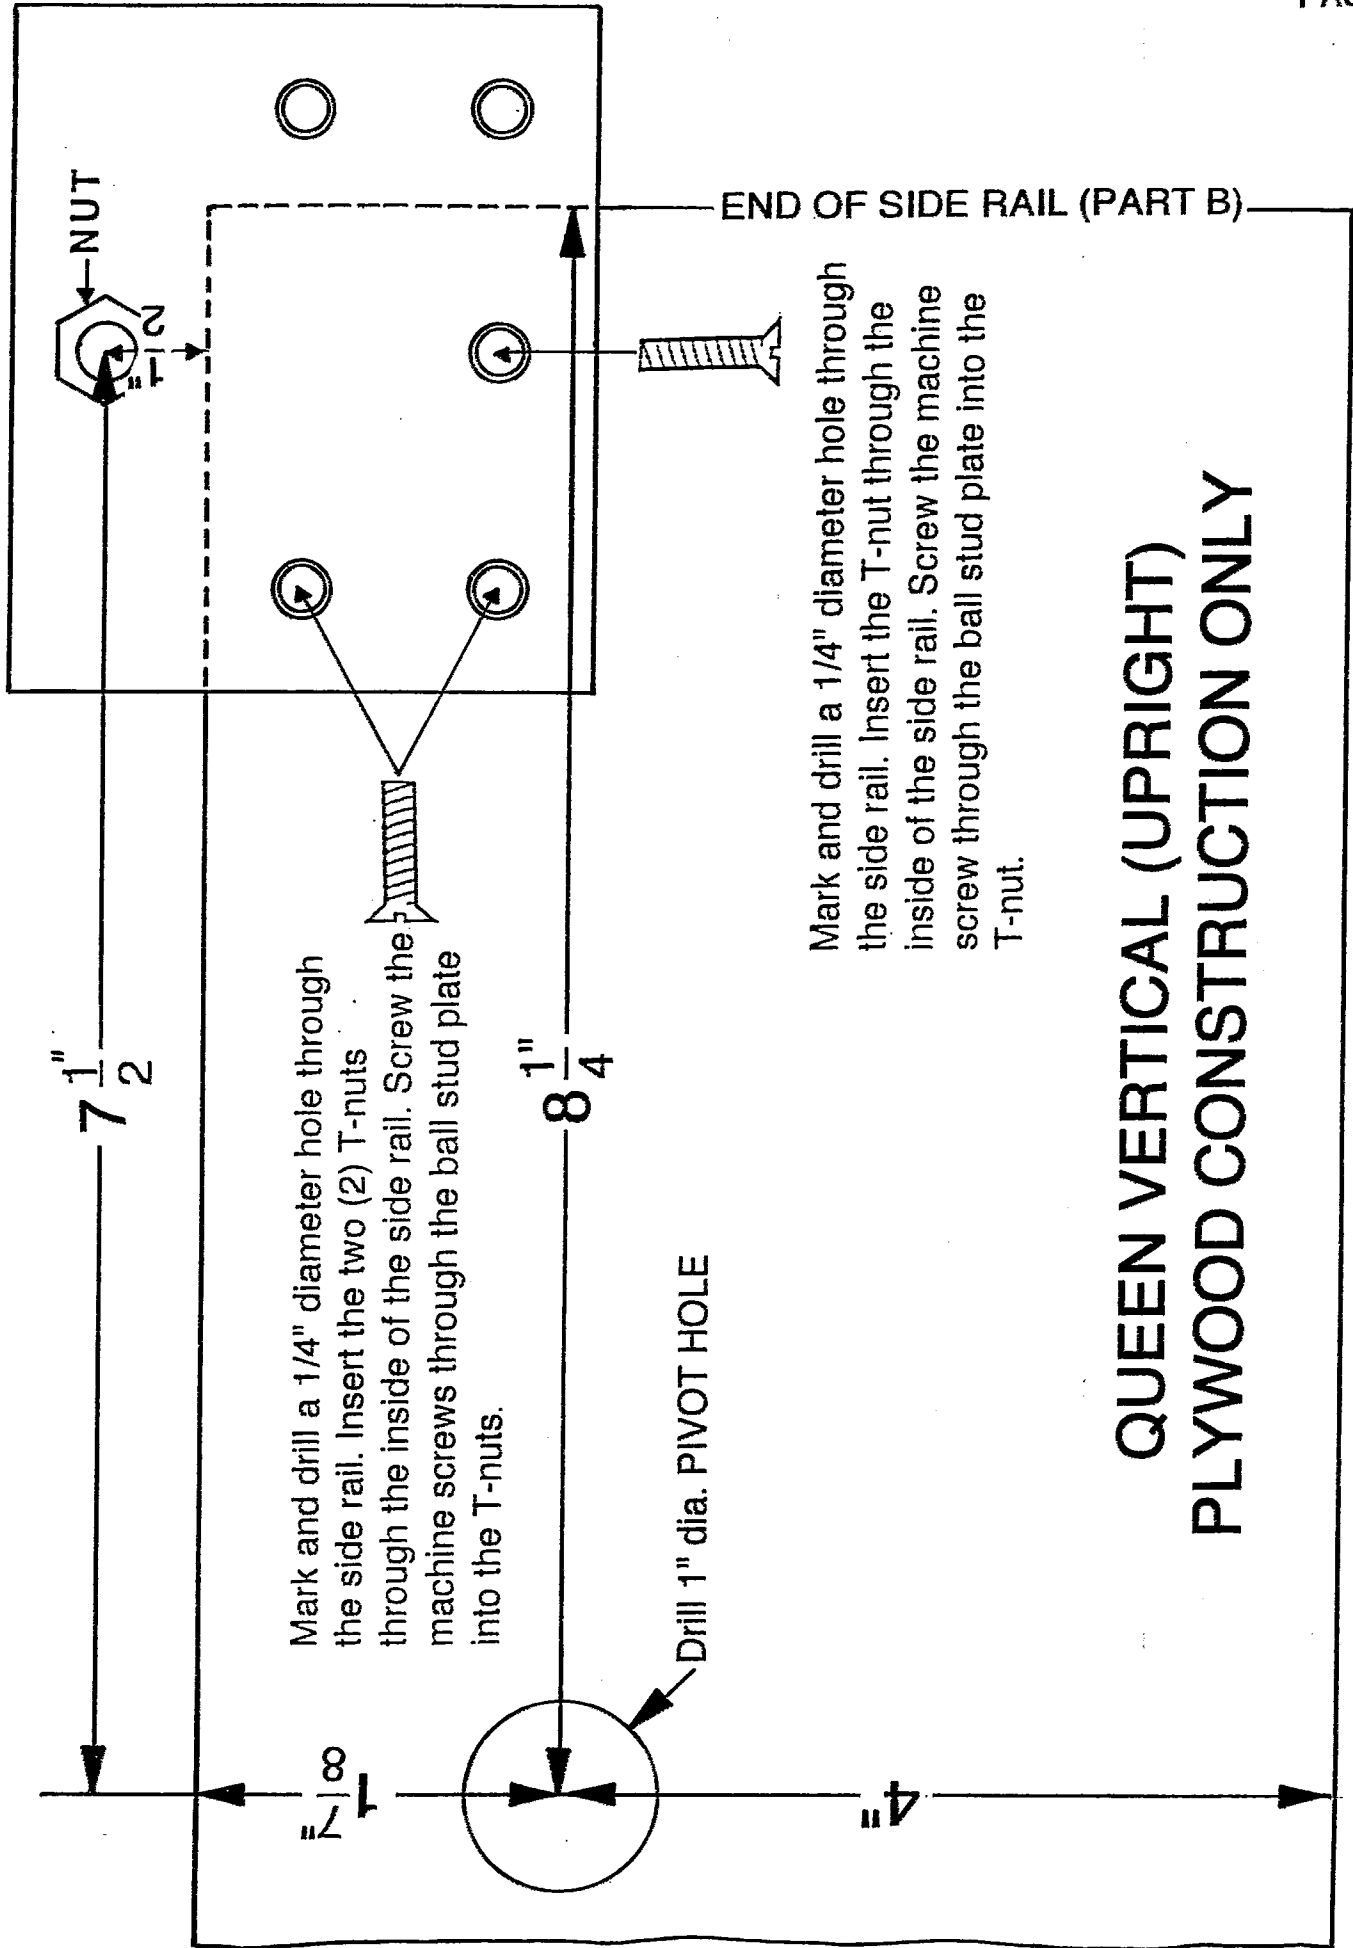 PAG
NUT
1"
2
7 1"
2
END OF SIDE RAIL (PART B)
Mark and drill a 1/4" diameter hole through
the side rail. Insert the two (2) T-nuts
through the inside of the side rail. Screw the
machine screws through the ball stud plate
into the T-nuts.
8 1"
4
Mark and drill a 1/4" diameter hole through
the side rail. Insert the T-nut through the
inside of the side rail. Screw the machine
screw through the ball stud plate into the
T-nut.
1 7"
8
Drill 1" dia. PIVOT HOLE
4"
QUEEN VERTICAL (UPRIGHT)
PLYWOOD CONSTRUCTION ONLY